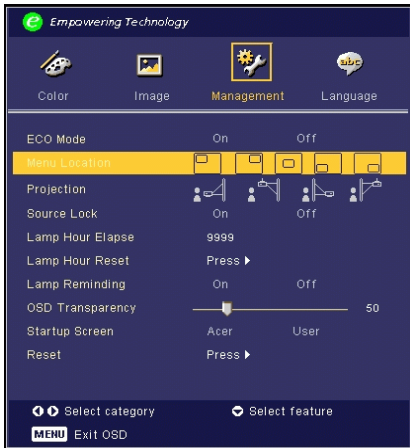 e Empowering Technology
Color Image Management abc Language
ECO Mode On Off
Menu Location
Projection
Source Lock On Off
Lamp Hour Elapse 9999
Lamp Hour Reset Press
Lamp Reminding On Off
OSD Transparency 50
Startup Screen Acer User
Reset Press
Select category Select feature
MENU Exit OSD